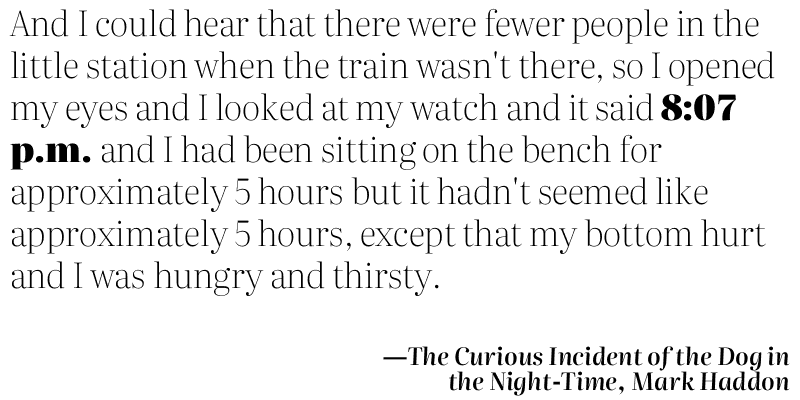 And I could hear that there were fewer people in the
little station when the train wasn't there, so I opened
my eyes and I looked at my watch and it said 8:07
p.m. and I had been sitting on the bench for
approximately 5 hours but it hadn't seemed like
approximately 5 hours, except that my bottom hurt
and I was hungry and thirsty.
—The Curious Incident of the Dog in
the Night-Time, Mark Haddon